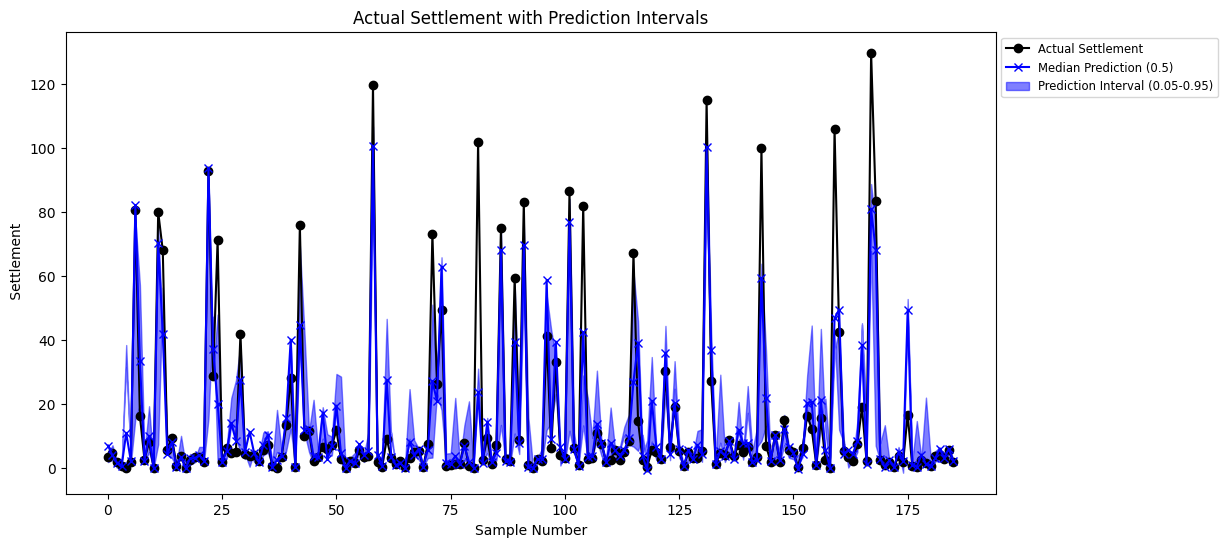 Actual Settlement with Prediction Intervals
Actual Settlement
Median Prediction (0.5)
Prediction Interval (0.05-0.95)
Settlement
120
100
80
60
40
20
0
0 25 50 75 100 125 150 175
Sample Number